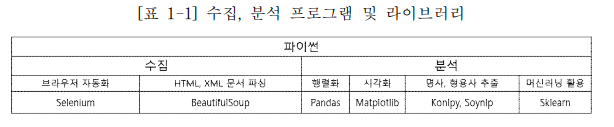 [표 1-1] 수집, 분석 프로그램 및 라이브러리
파이썬
수집 분석
브라우저 자동화 HTML, XML 문서 파싱 행렬화 시각화 명사, 형용사 추출 머신러닝 활용
Selenium BeautifulSoup Pandas Matplotlib Konlpy, Soynlp Sklearn